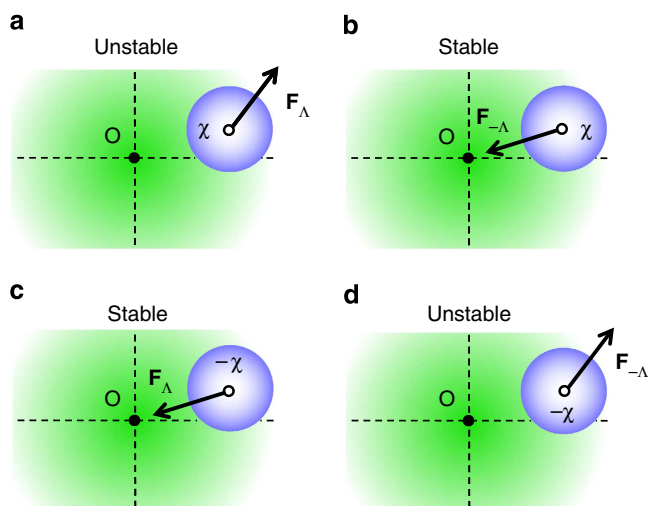 a
Unstable
F_Λ
O
χ
b
Stable
F_−Λ
O
χ
c
Stable
F_Λ
−χ
O
d
Unstable
F_−Λ
O
−χ